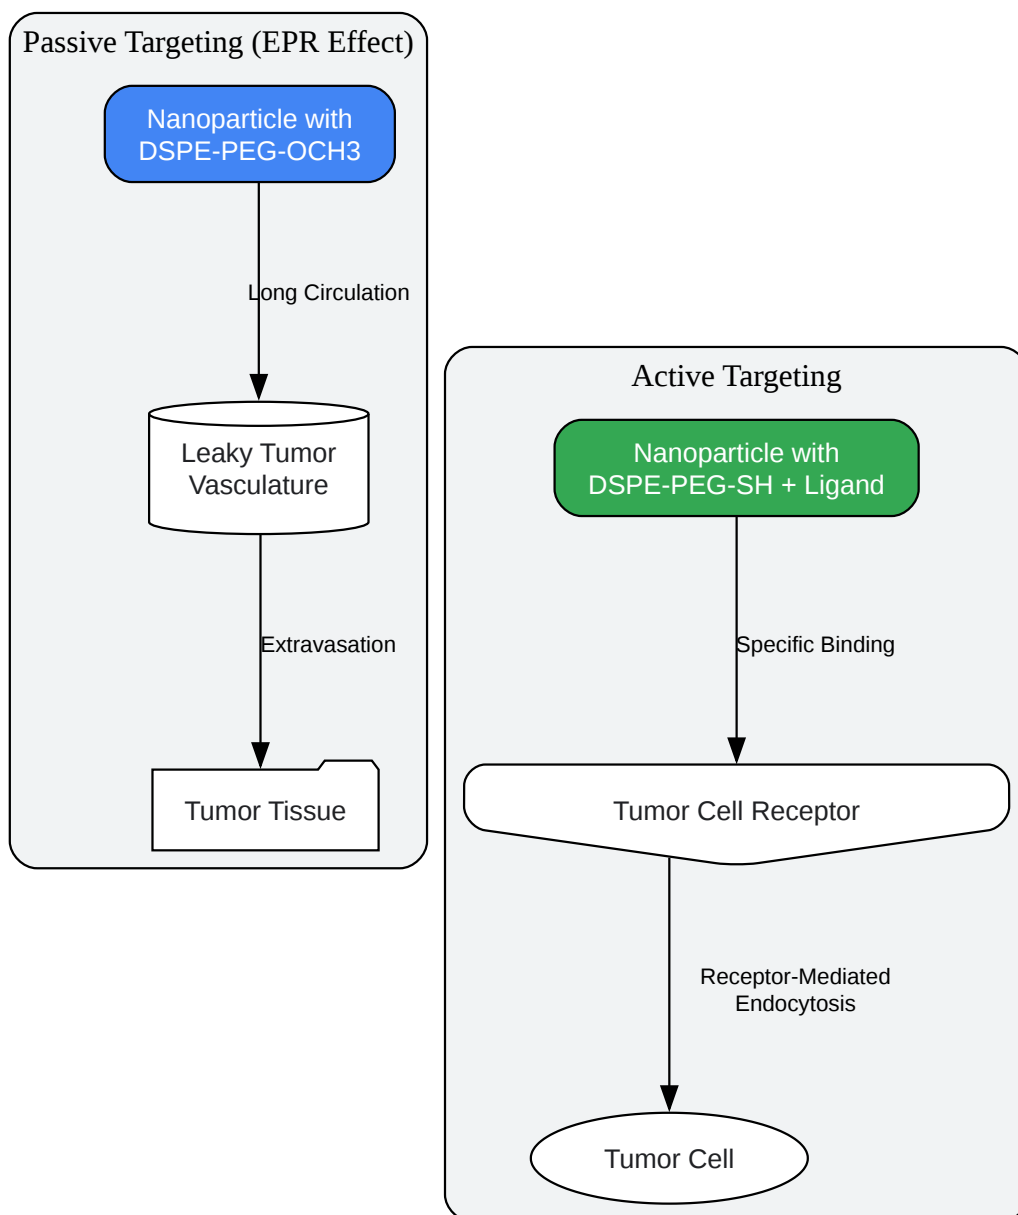 Passive Targeting (EPR Effect)
Nanoparticle with
DSPE-PEG-OCH3
Long Circulation
Leaky Tumor
Vasculature
Extravasation
Tumor Tissue
Active Targeting
Nanoparticle with
DSPE-PEG-SH + Ligand
Specific Binding
Tumor Cell Receptor
Receptor-Mediated
Endocytosis
Tumor Cell